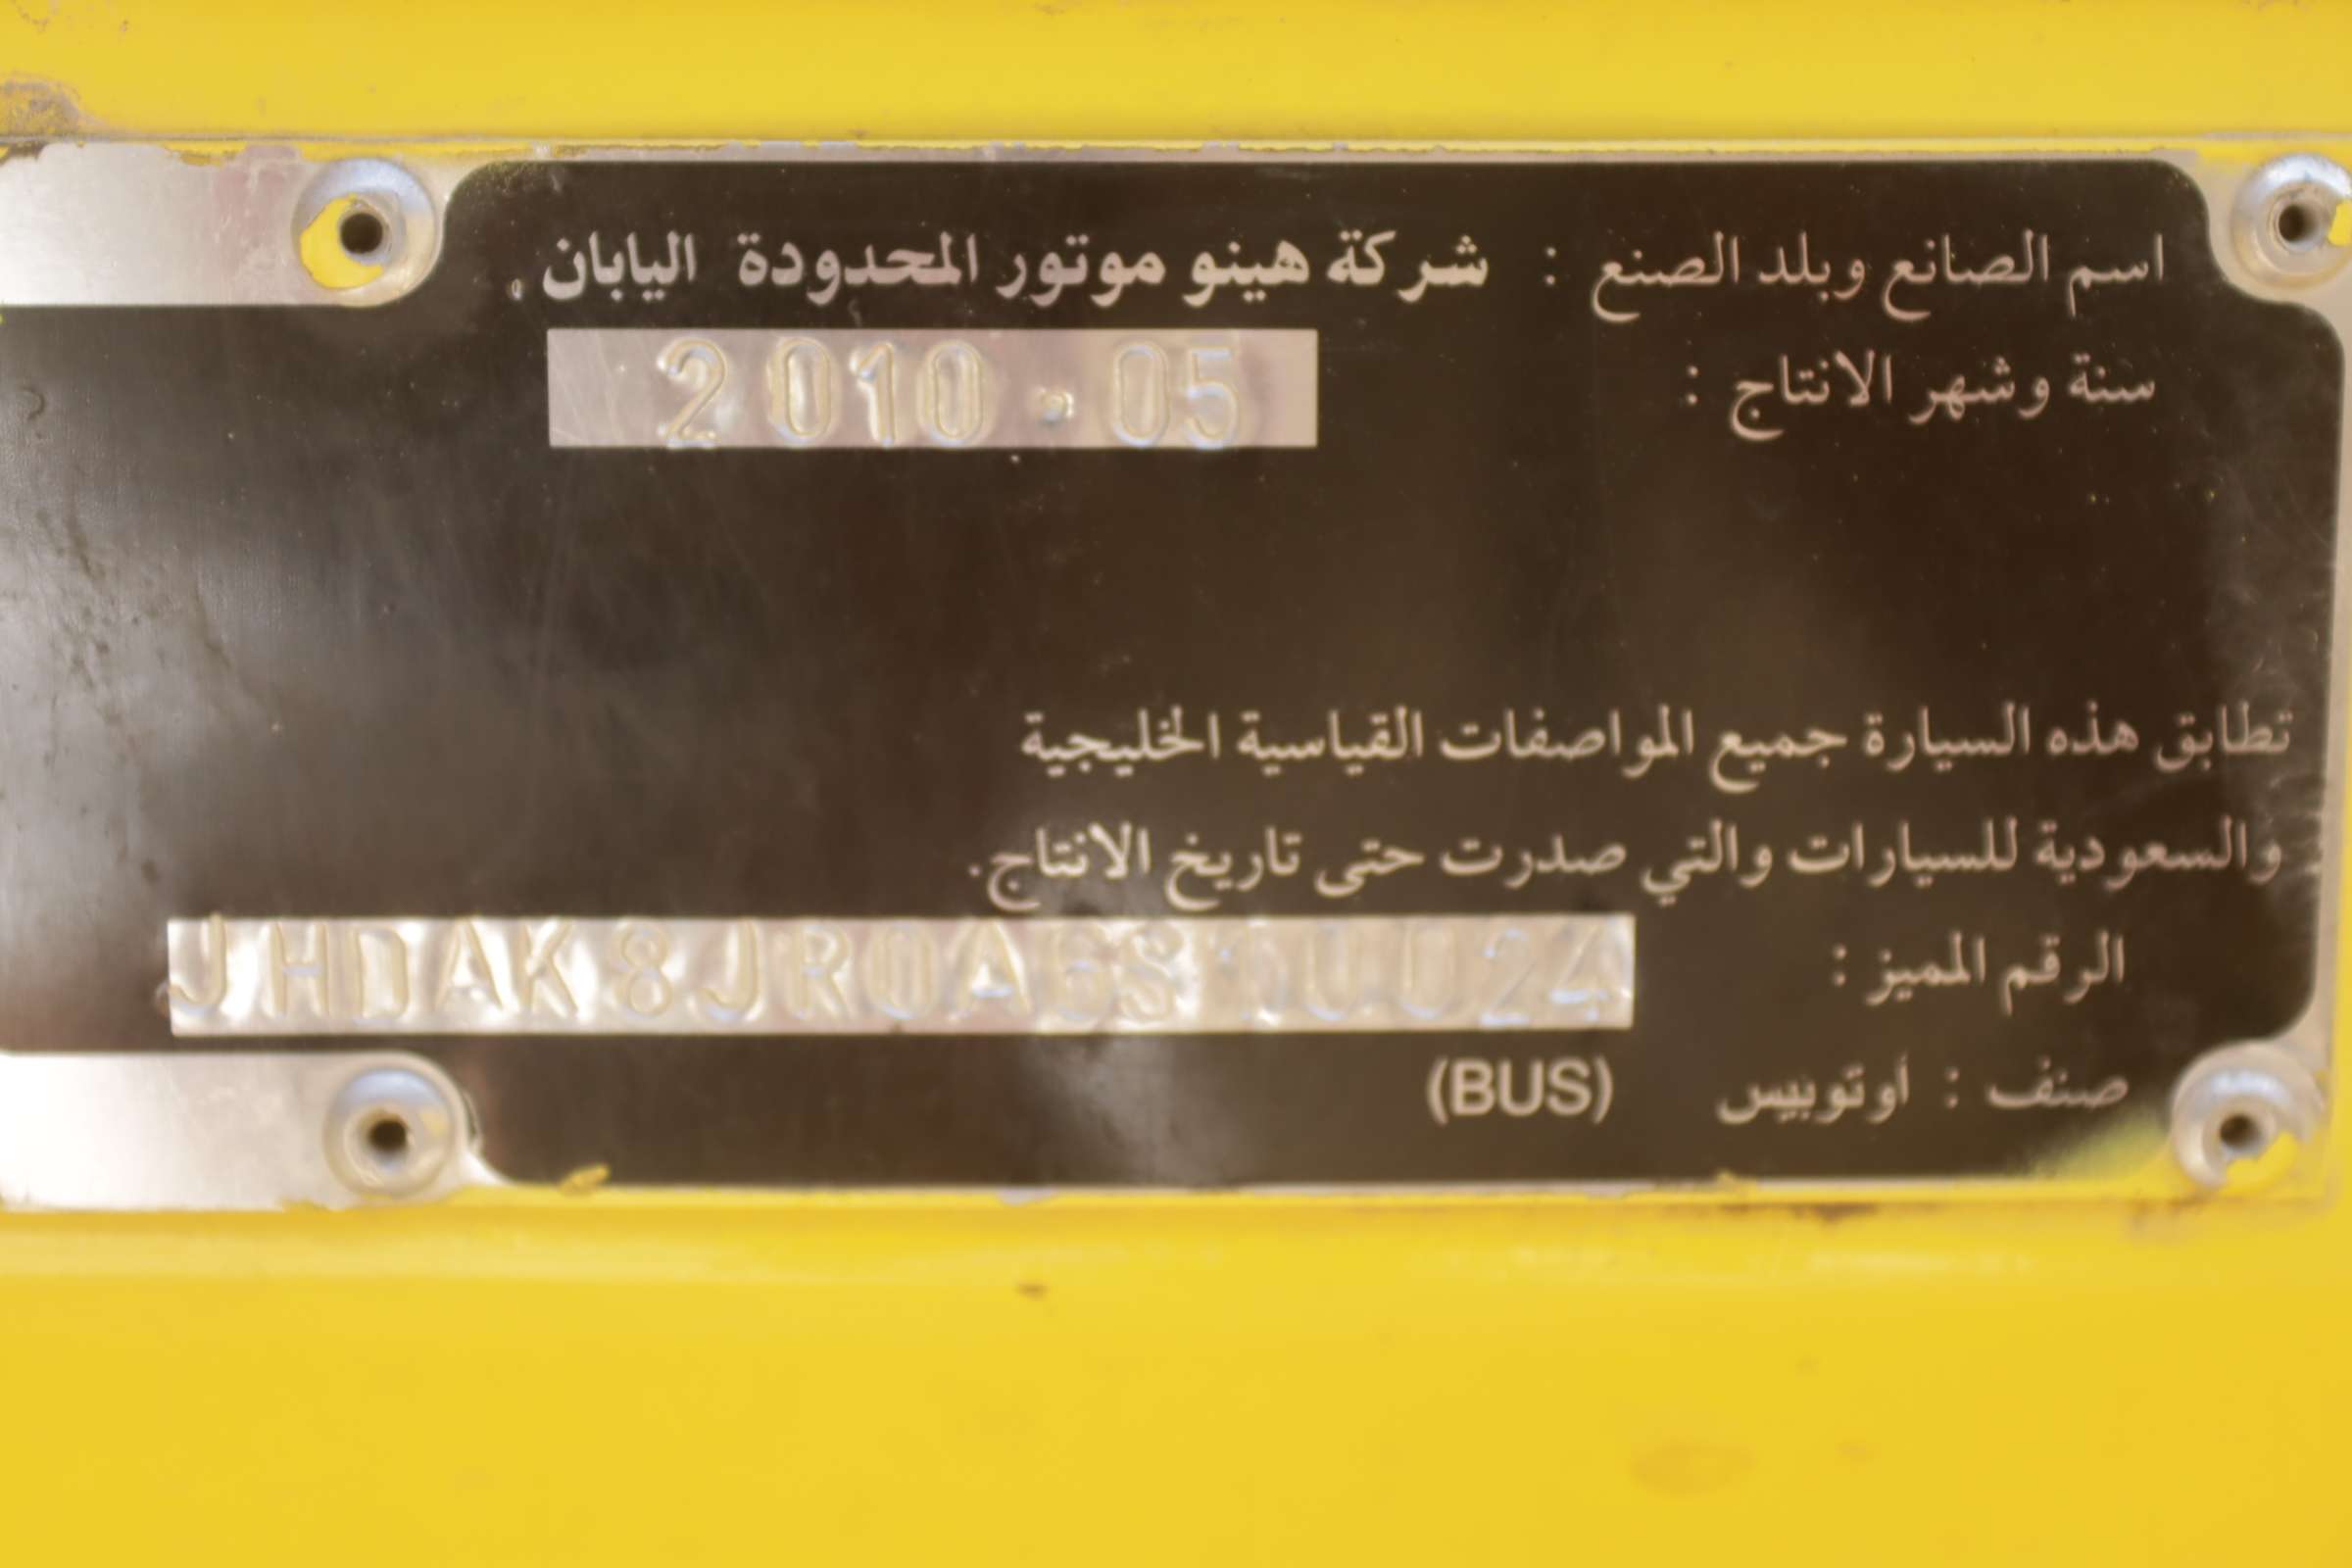 اسم الصانع وبلد الصنع : شركة هينو موتور المحدودة اليابان .
سنة وشهر الانتاج : 2010.05
تطابق هذه السيارة جميع المواصفات القياسية الخليجية
والسعودية للسيارات والتي صدرت حتى تاريخ الانتاج.
الرقم المميز : JHDAK8JR0A6S10024
صنف : أوتوبيس (BUS)